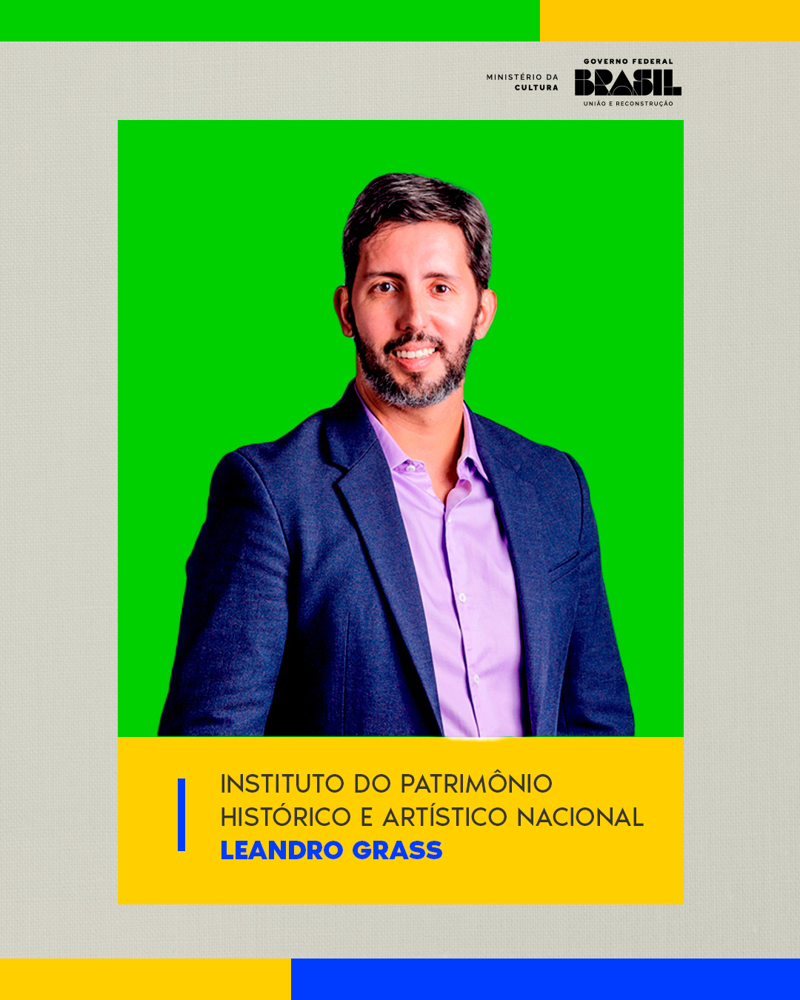 MINISTÉRIO DA
CULTURA
GOVERNO FEDERAL
BRASIL
UNIÃO E RECONSTRUÇÃO
INSTITUTO DO PATRIMÔNIO
HISTÓRICO E ARTÍSTICO NACIONAL
LEANDRO GRASS